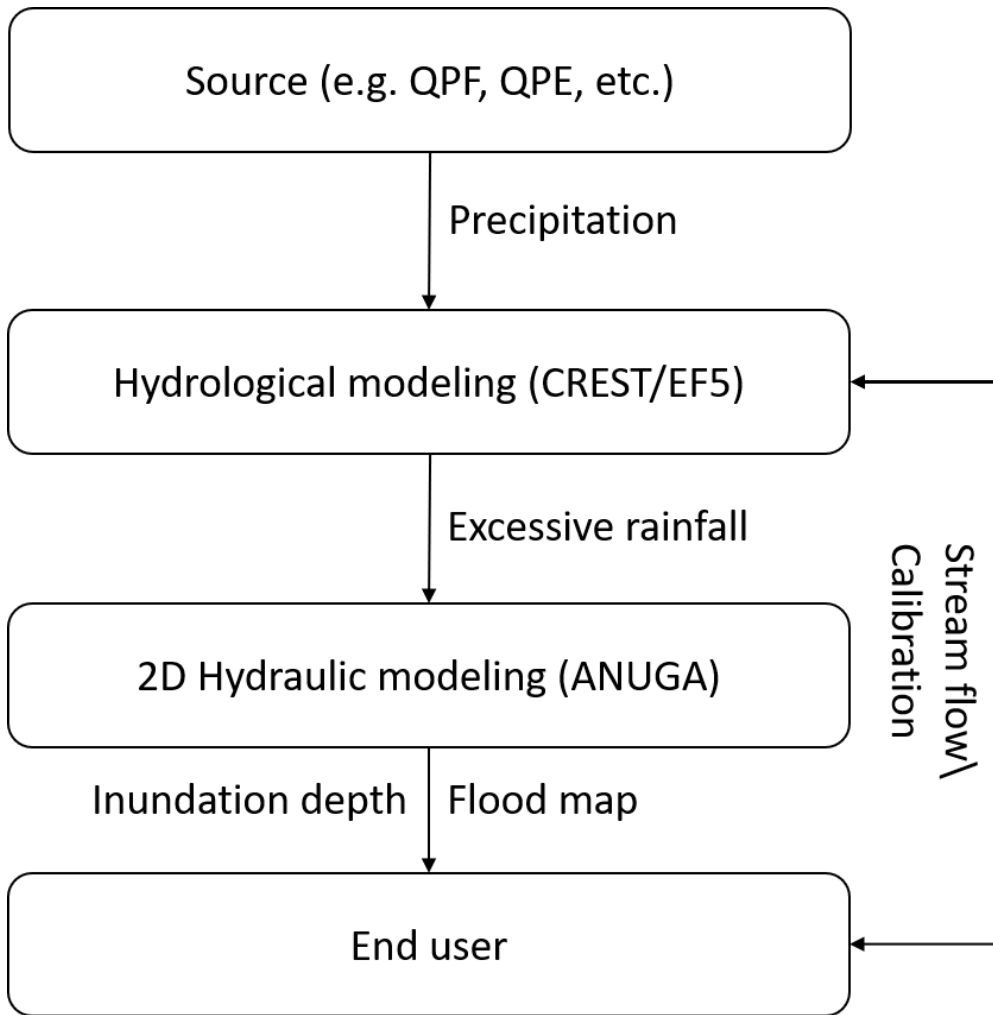 Source (e.g. QPF, QPE, etc.)
Precipitation
Hydrological modeling (CREST/EF5)
Excessive rainfall
2D Hydraulic modeling (ANUGA)
Inundation depth
Flood map
End user
Stream flow\
Calibration